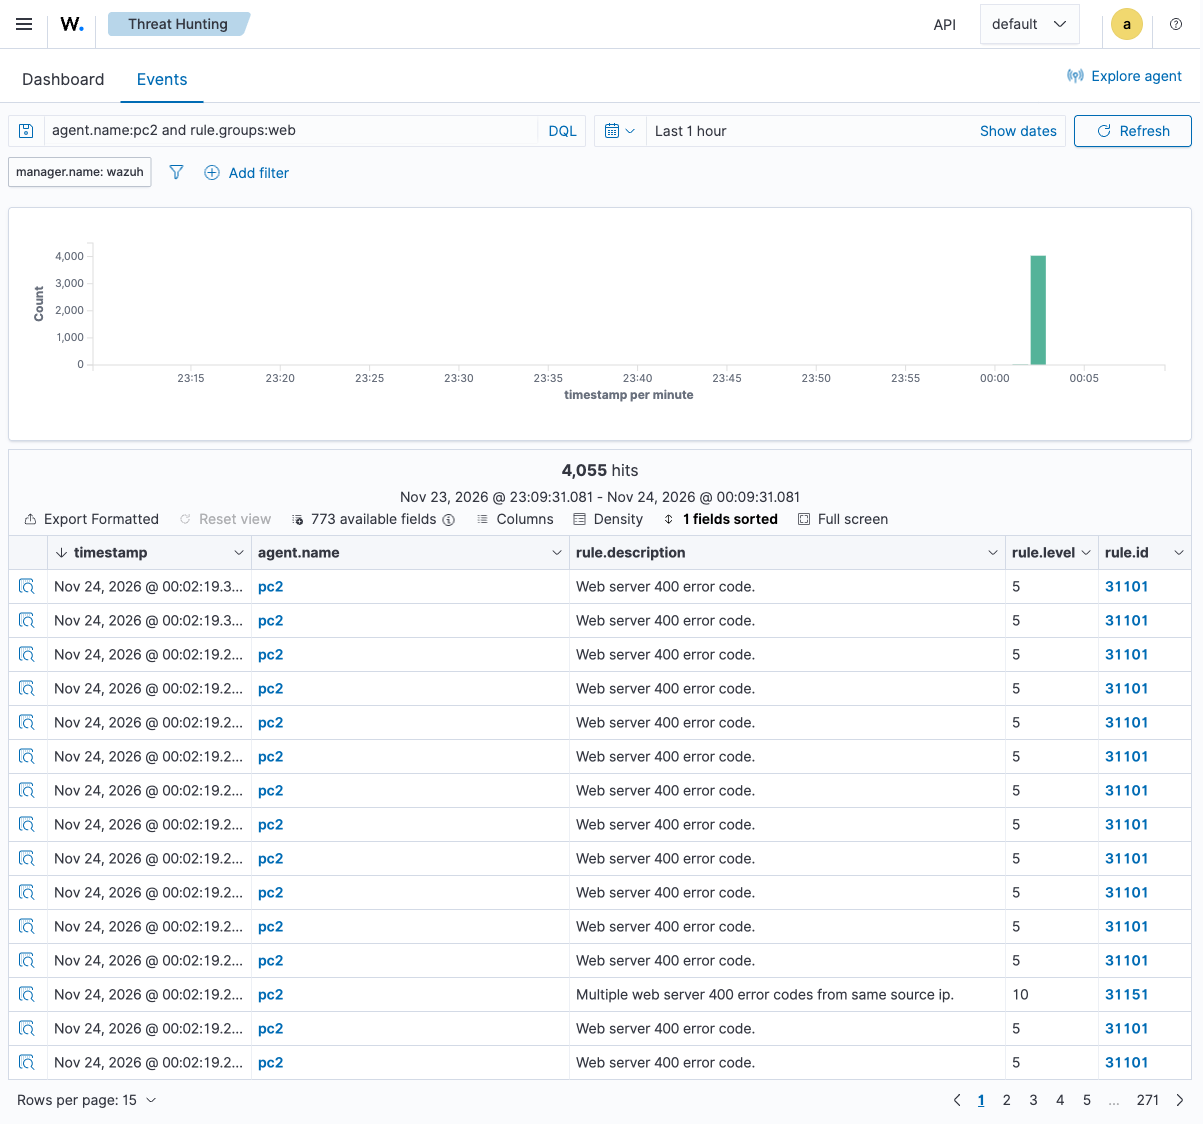 W. Threat Hunting API default a
Dashboard Events Explore agent
agent.name:pc2 and rule.groups:web DQL Last 1 hour Show dates Refresh
manager.name: wazuh Add filter
4,000
3,000
2,000
1,000
0
Count
23:15 23:20 23:25 23:30 23:35 23:40 23:45 23:50 23:55 00:00 00:05
timestamp per minute
4,055 hits
Nov 23, 2026 @ 23:09:31.081 - Nov 24, 2026 @ 00:09:31.081
Export Formatted Reset view 773 available fields Columns Density 1 fields sorted Full screen
timestamp agent.name rule.description rule.level rule.id
Nov 24, 2026 @ 00:02:19.3... pc2 Web server 400 error code. 5 31101
Nov 24, 2026 @ 00:02:19.3... pc2 Web server 400 error code. 5 31101
Nov 24, 2026 @ 00:02:19.2... pc2 Web server 400 error code. 5 31101
Nov 24, 2026 @ 00:02:19.2... pc2 Web server 400 error code. 5 31101
Nov 24, 2026 @ 00:02:19.2... pc2 Web server 400 error code. 5 31101
Nov 24, 2026 @ 00:02:19.2... pc2 Web server 400 error code. 5 31101
Nov 24, 2026 @ 00:02:19.2... pc2 Web server 400 error code. 5 31101
Nov 24, 2026 @ 00:02:19.2... pc2 Web server 400 error code. 5 31101
Nov 24, 2026 @ 00:02:19.2... pc2 Web server 400 error code. 5 31101
Nov 24, 2026 @ 00:02:19.2... pc2 Web server 400 error code. 5 31101
Nov 24, 2026 @ 00:02:19.2... pc2 Web server 400 error code. 5 31101
Nov 24, 2026 @ 00:02:19.2... pc2 Web server 400 error code. 5 31101
Nov 24, 2026 @ 00:02:19.2... pc2 Multiple web server 400 error codes from same source ip. 10 31151
Nov 24, 2026 @ 00:02:19.2... pc2 Web server 400 error code. 5 31101
Nov 24, 2026 @ 00:02:19.2... pc2 Web server 400 error code. 5 31101
Rows per page: 15 1 2 3 4 5 ... 271